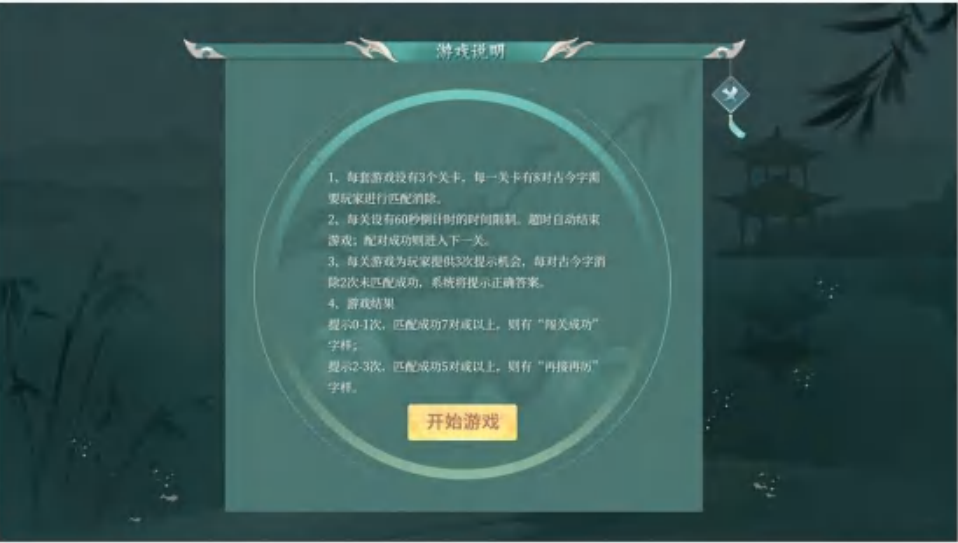 游戏说明
1、每套游戏设有3个关卡，每一关卡有8对古今字需
要玩家进行匹配消除。
2、每关设有60秒倒计时的时间限制。超时自动结束
游戏；配对成功则进入下一关。
3、每关游戏为玩家提供3次提示机会，每对古今字消
除2次未匹配成功，系统将提示正确答案。
4、游戏结果
提示0-1次，匹配成功7对或以上，则有“闯关成功”
字样；
提示2-3次，匹配成功5对或以上，则有“再接再厉”
字样。
开始游戏